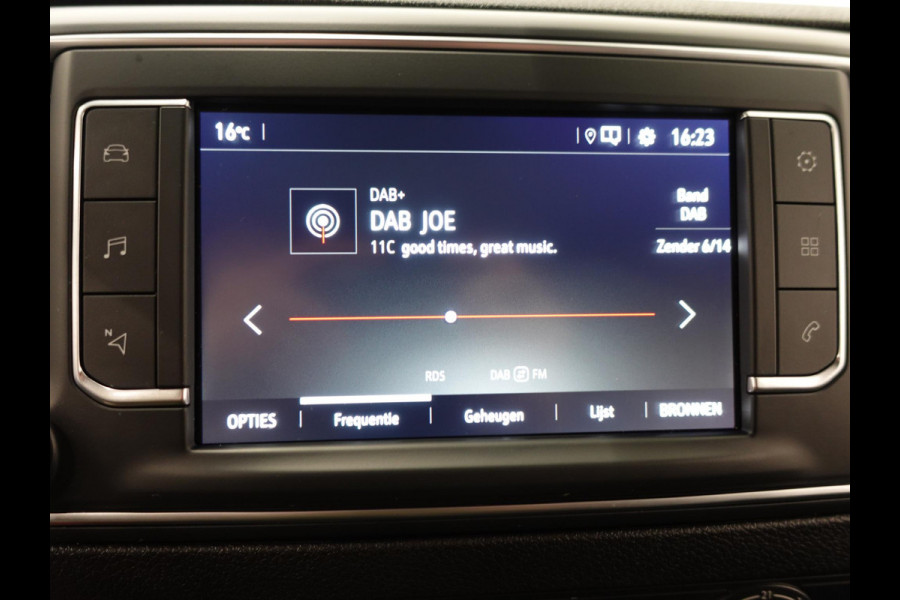 16°C
16:23
DAB+
DAB JOE
11C good times, great music.
Band
DAB
Zender 6/14
N
RDS
DAB FM
OPTIES
Frequentie
Geheugen
Lijst
BRONNEN
21